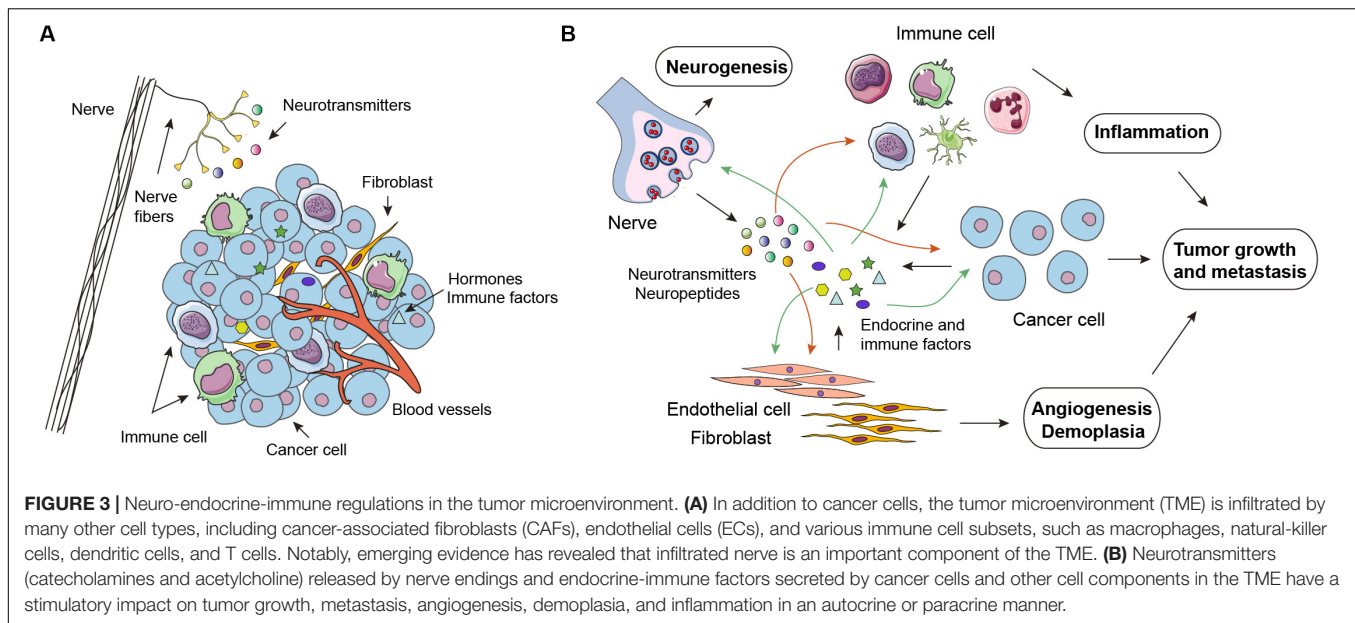 A
Nerve
Neurotransmitters
Nerve
fibers
Fibroblast
Hormones
Immune factors
Blood vessels
Immune cell
Cancer cell
B
Immune cell
Neurogenesis
Inflammation
Nerve
Neurotransmitters
Neuropeptides
Endocrine and
immune factors
Cancer cell
Tumor growth
and metastasis
Endothelial cell
Fibroblast
Angiogenesis
Demoplasia
FIGURE 3 | Neuro-endocrine-immune regulations in the tumor microenvironment. (A) In addition to cancer cells, the tumor microenvironment (TME) is infiltrated by
many other cell types, including cancer-associated fibroblasts (CAFs), endothelial cells (ECs), and various immune cell subsets, such as macrophages, natural-killer
cells, dendritic cells, and T cells. Notably, emerging evidence has revealed that infiltrated nerve is an important component of the TME. (B) Neurotransmitters
(catecholamines and acetylcholine) released by nerve endings and endocrine-immune factors secreted by cancer cells and other cell components in the TME have a
stimulatory impact on tumor growth, metastasis, angiogenesis, demoplasia, and inflammation in an autocrine or paracrine manner.